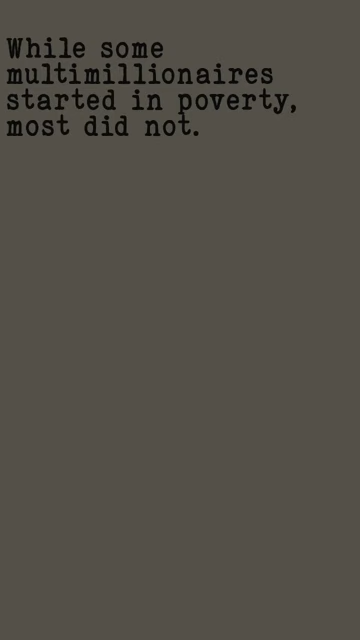 While some
multimillionaires
started in poverty,
most did not.